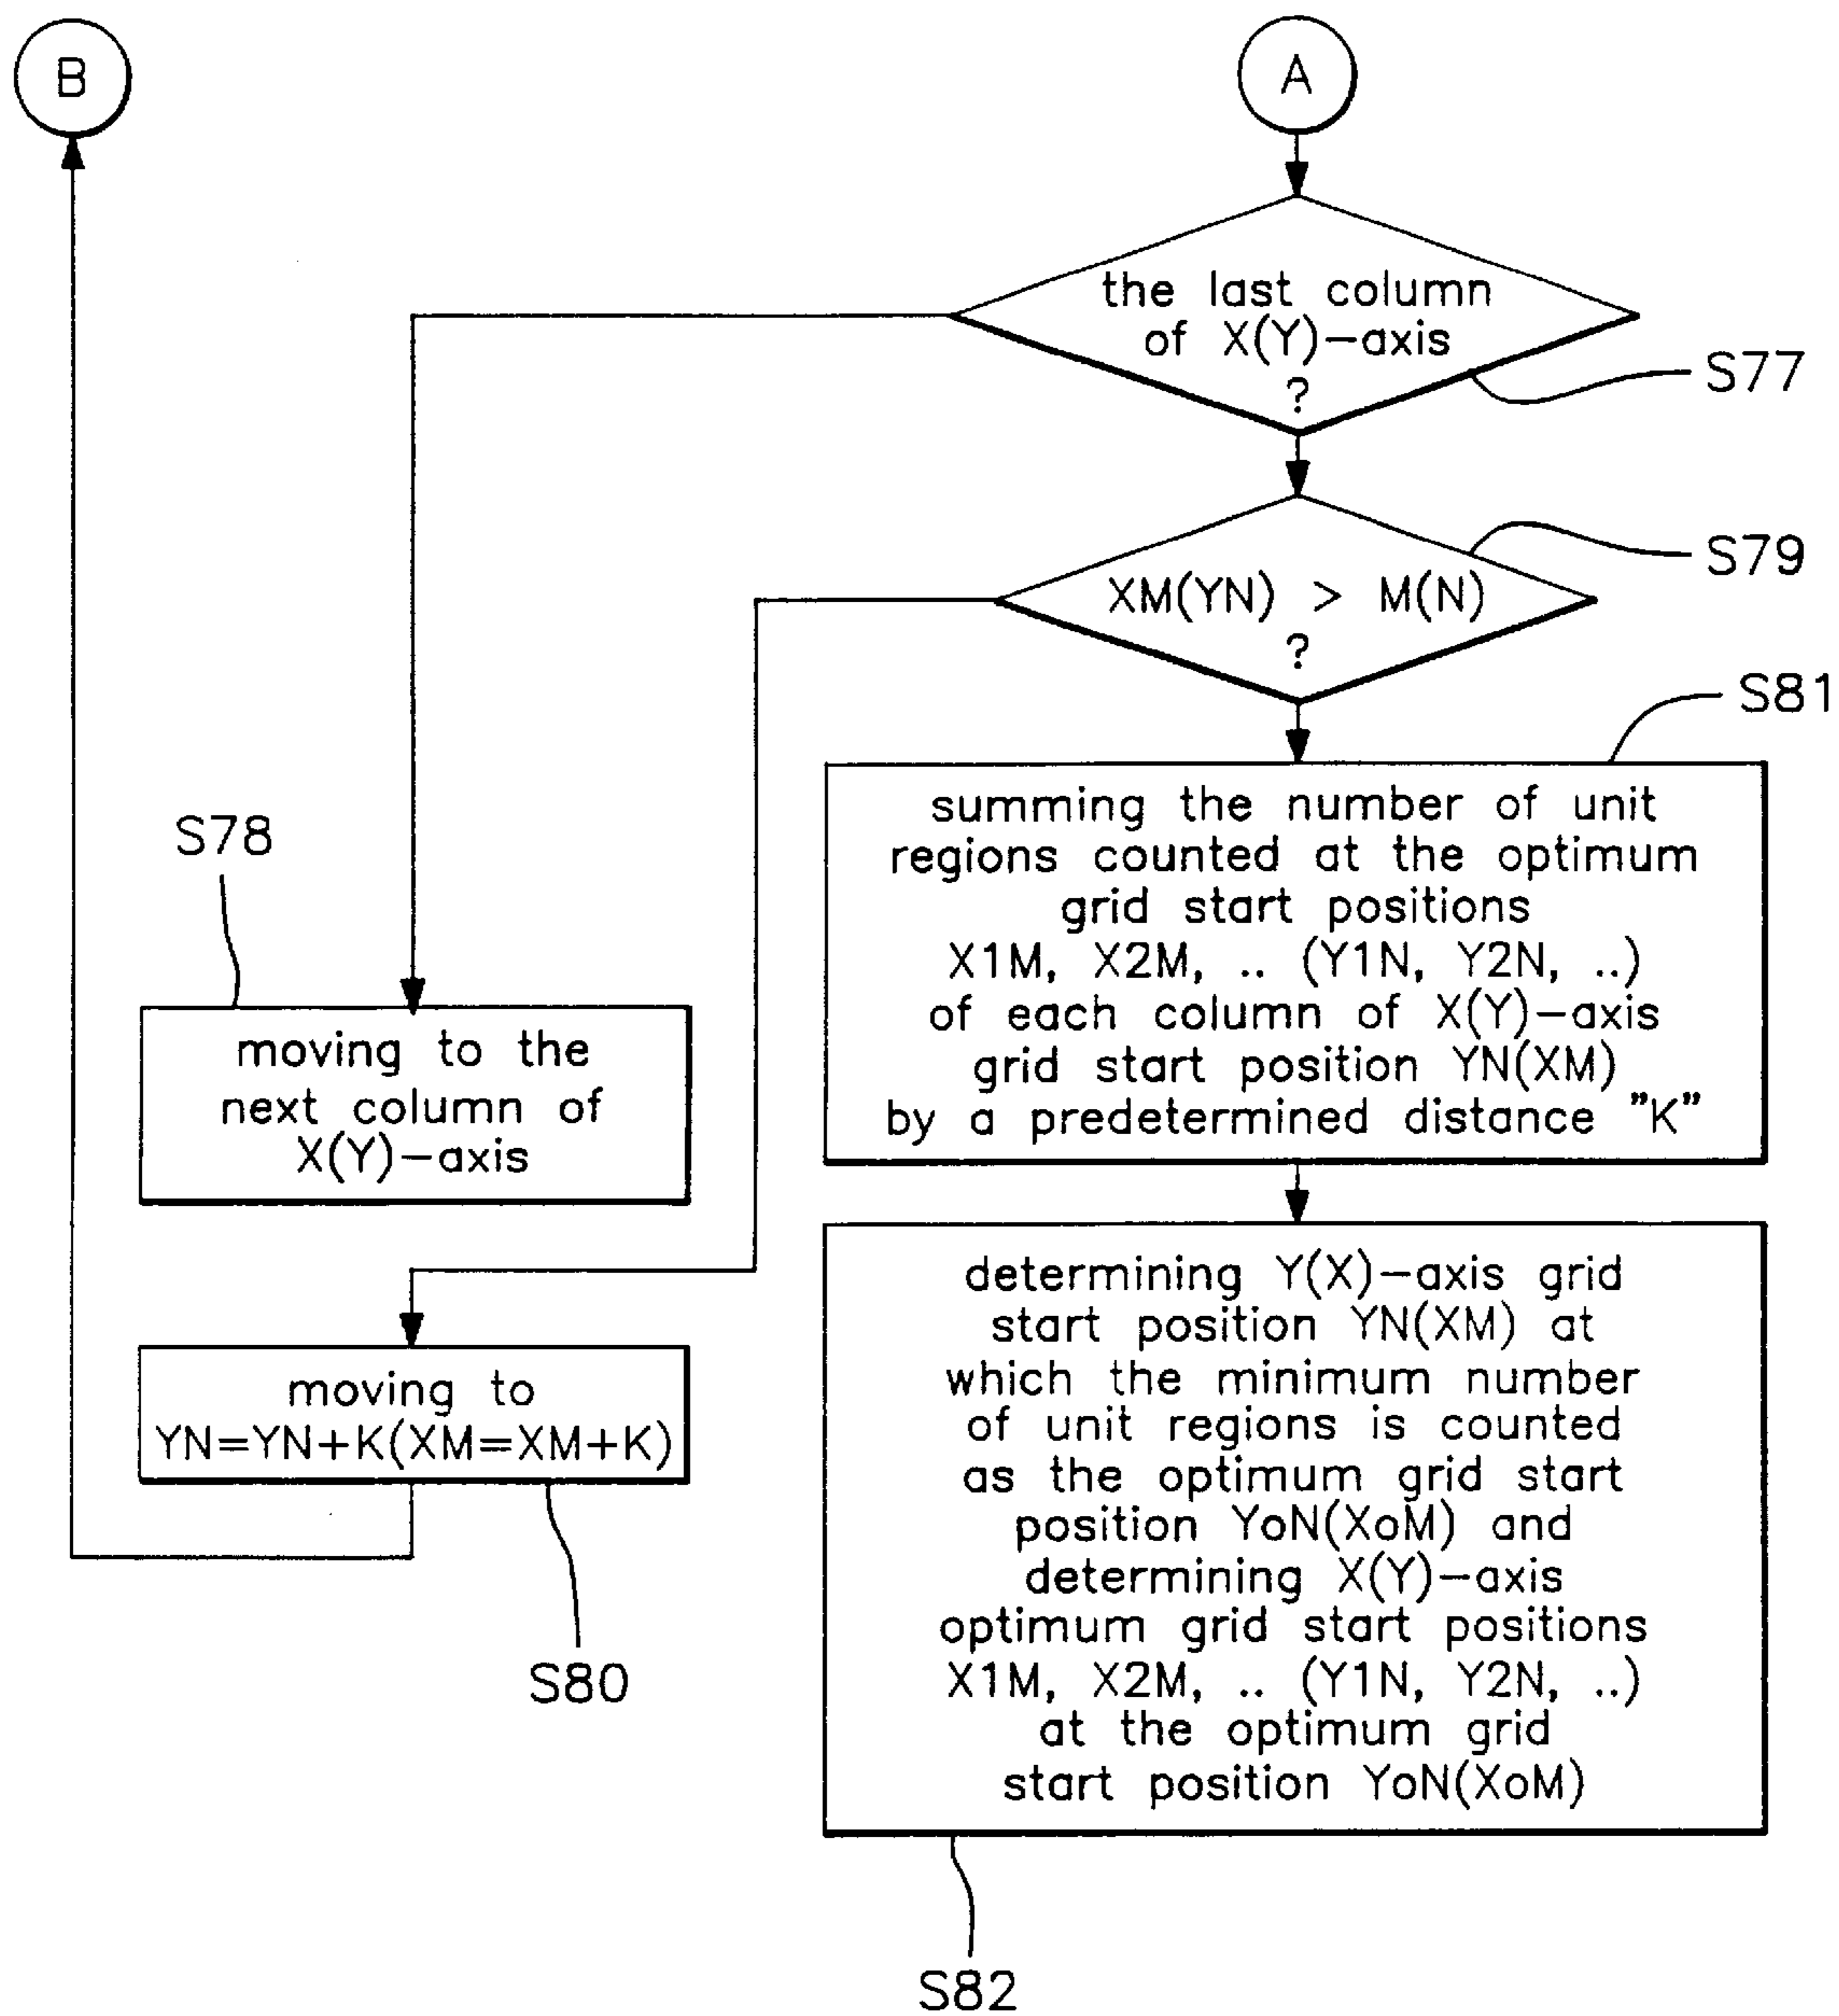 B
A
the last column
of X(Y)-axis
?
S77
XM(YN) > M(N)
?
S79
S81
summing the number of unit
regions counted at the optimum
grid start positions
X1M, X2M, .. (Y1N, Y2N, ..)
of each column of X(Y)-axis
grid start position YN(XM)
by a predetermined distance "K"
S78
moving to the
next column of
X(Y)-axis
moving to
YN=YN+K(XM=XM+K)
S80
determining Y(X)-axis grid
start position YN(XM) at
which the minimum number
of unit regions is counted
as the optimum grid start
position YoN(XoM) and
determining X(Y)-axis
optimum grid start positions
X1M, X2M, .. (Y1N, Y2N, ..)
at the optimum grid
start position YoN(XoM)
S82